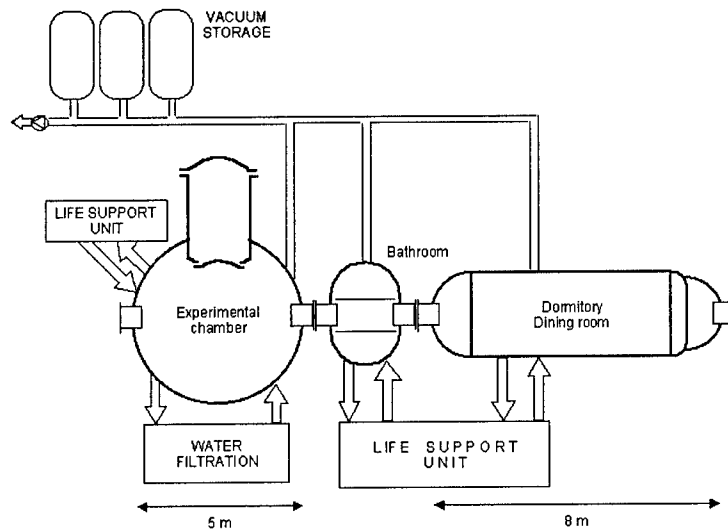 VACUUM
STORAGE
LIFE SUPPORT
UNIT
Bathroom
Experimental
chamber
Dormitory
Dining room
WATER
FILTRATION
LIFE SUPPORT
UNIT
5 m
8 m